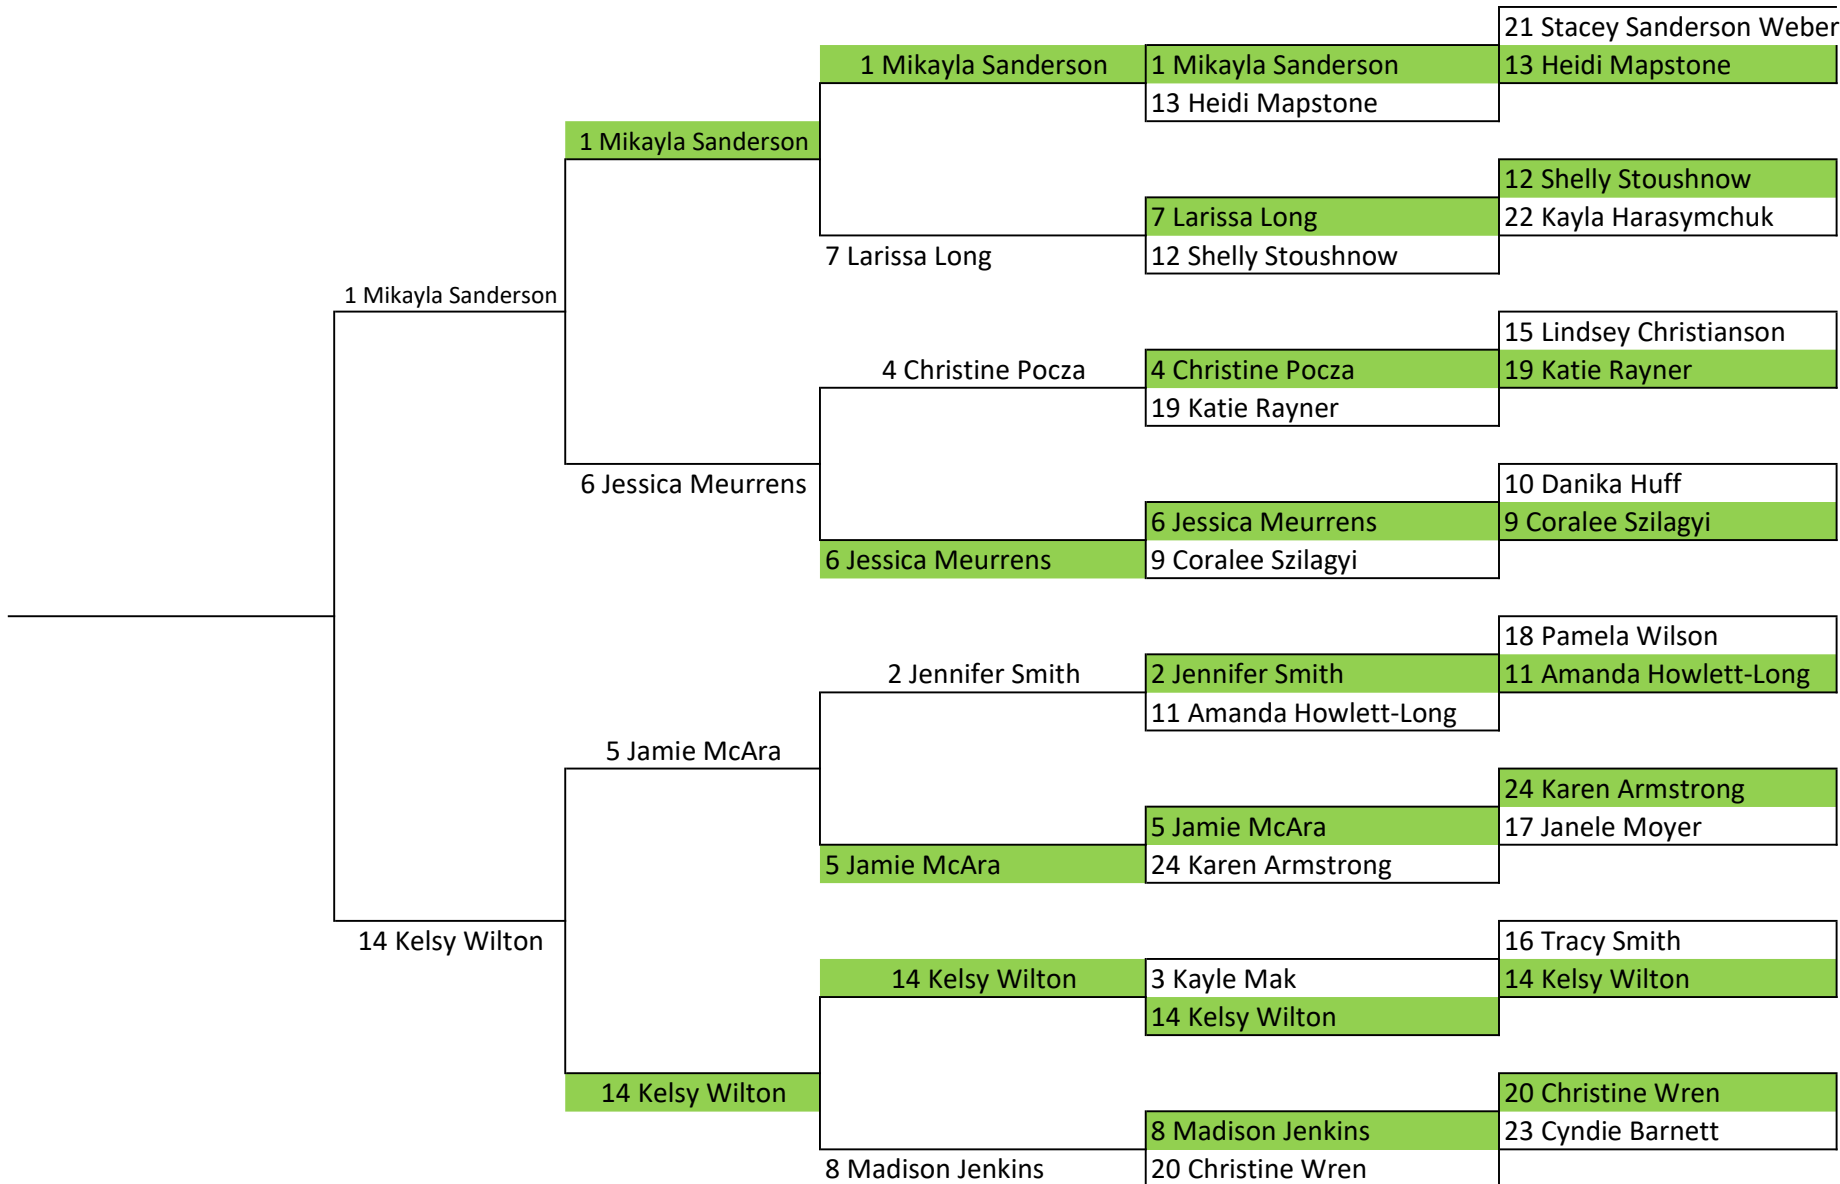 21 Stacey Sanderson Weber
1 Mikayla Sanderson
1 Mikayla Sanderson
13 Heidi Mapstone
13 Heidi Mapstone
1 Mikayla Sanderson
12 Shelly Stoushnow
7 Larissa Long
22 Kayla Harasymchuk
7 Larissa Long
12 Shelly Stoushnow
1 Mikayla Sanderson
15 Lindsey Christianson
4 Christine Pocza
4 Christine Pocza
19 Katie Rayner
19 Katie Rayner
6 Jessica Meurrens
10 Danika Huff
6 Jessica Meurrens
9 Coralee Szilagyi
6 Jessica Meurrens
9 Coralee Szilagyi
18 Pamela Wilson
2 Jennifer Smith
2 Jennifer Smith
11 Amanda Howlett-Long
11 Amanda Howlett-Long
5 Jamie McAra
24 Karen Armstrong
5 Jamie McAra
17 Janele Moyer
5 Jamie McAra
24 Karen Armstrong
14 Kelsy Wilton
16 Tracy Smith
14 Kelsy Wilton
3 Kayle Mak
14 Kelsy Wilton
14 Kelsy Wilton
14 Kelsy Wilton
20 Christine Wren
8 Madison Jenkins
23 Cyndie Barnett
8 Madison Jenkins
20 Christine Wren